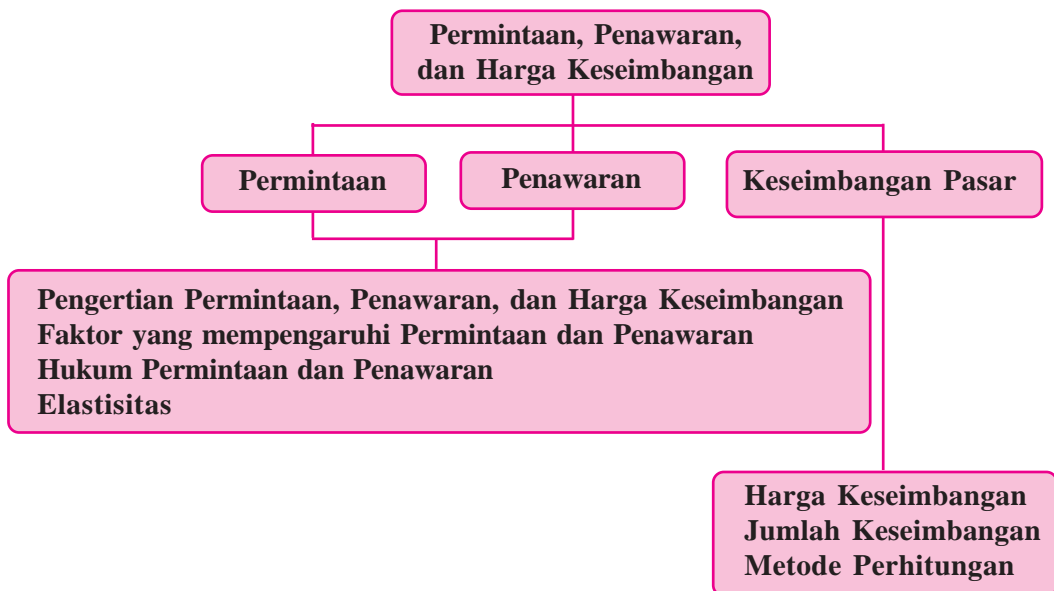 Permintaan, Penawaran,
dan Harga Keseimbangan
Permintaan
Penawaran
Keseimbangan Pasar
Pengertian Permintaan, Penawaran, dan Harga Keseimbangan
Faktor yang mempengaruhi Permintaan dan Penawaran
Hukum Permintaan dan Penawaran
Elastisitas
Harga Keseimbangan
Jumlah Keseimbangan
Metode Perhitungan